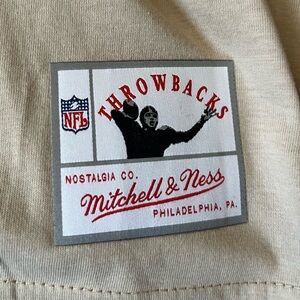 THROWBACKS
NFL
NOSTALGIA CO.
Mitchell & Ness
PHILADELPHIA, PA.